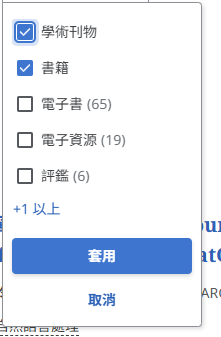 學術刊物
書籍
電子書 (65)
電子資源 (19)
評鑑 (6)
+1 以上
套用
取消